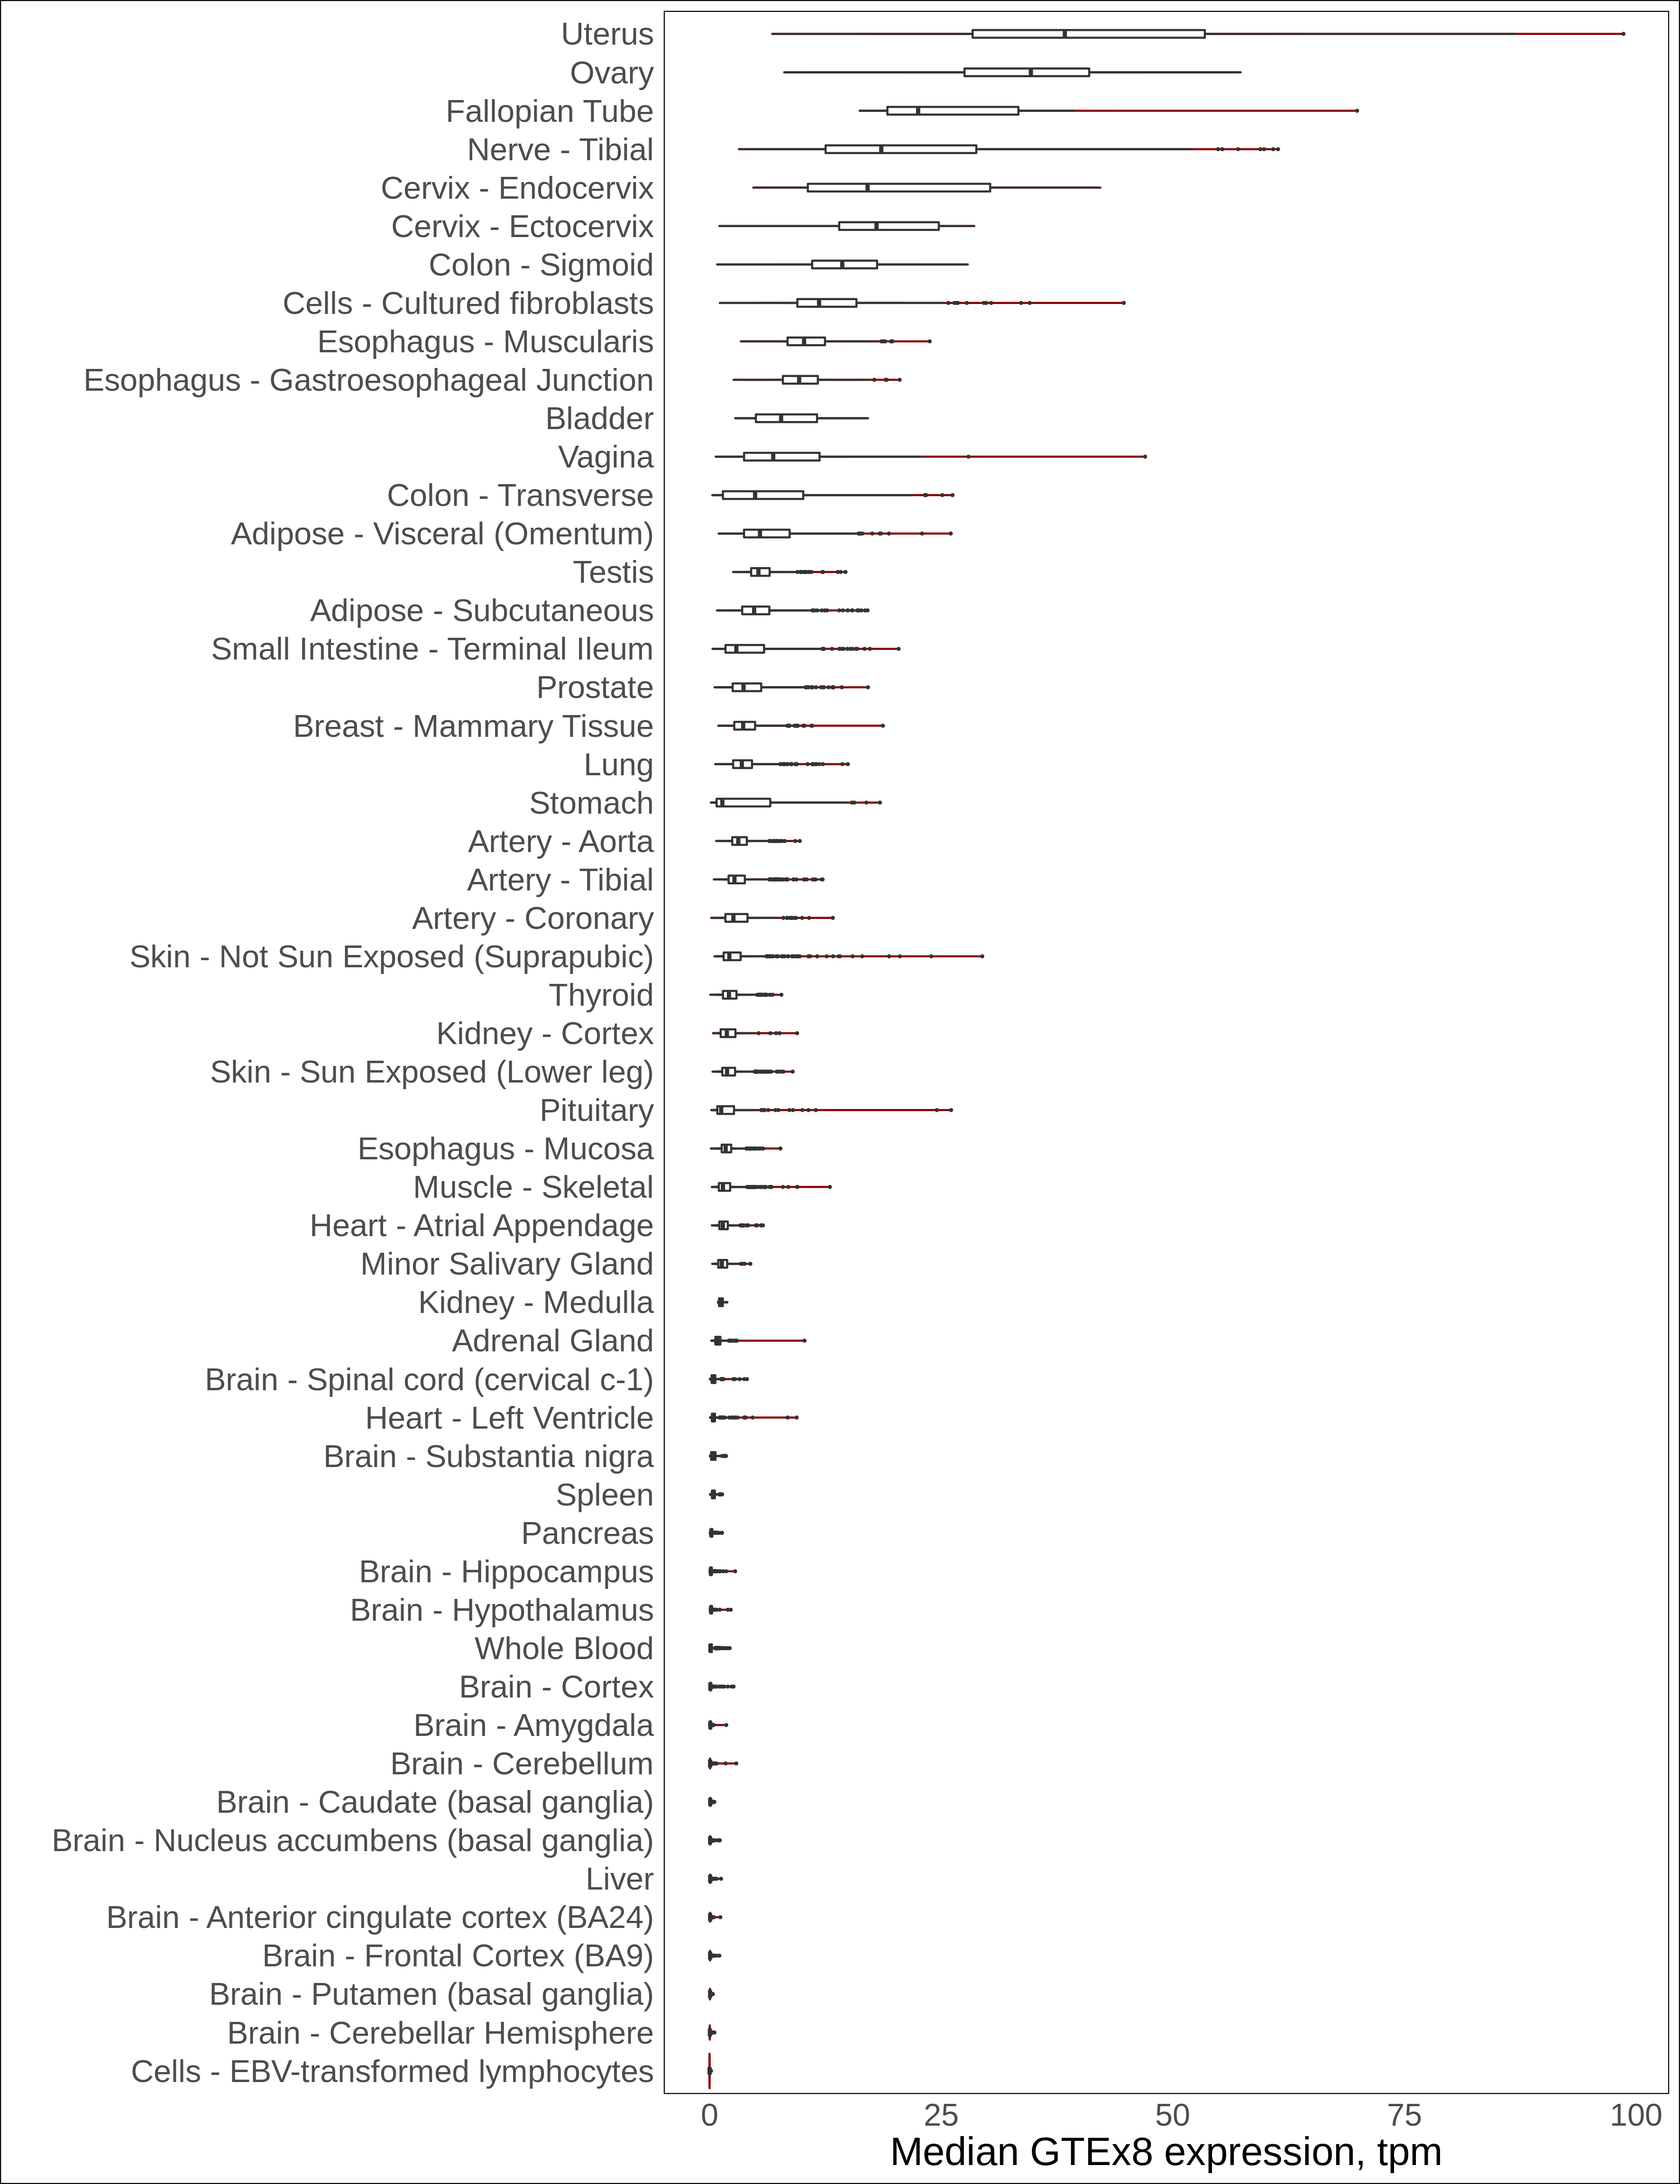 Uterus
Ovary
Fallopian Tube
Nerve - Tibial
Cervix - Endocervix
Cervix - Ectocervix
Colon - Sigmoid
Cells - Cultured fibroblasts
Esophagus - Muscularis
Esophagus - Gastroesophageal Junction
Bladder
Vagina
Colon - Transverse
Adipose - Visceral (Omentum)
Testis
Adipose - Subcutaneous
Small Intestine - Terminal Ileum
Prostate
Breast - Mammary Tissue
Lung
Stomach
Artery - Aorta
Artery - Tibial
Artery - Coronary
Skin - Not Sun Exposed (Suprapubic)
Thyroid
Kidney - Cortex
Skin - Sun Exposed (Lower leg)
Pituitary
Esophagus - Mucosa
Muscle - Skeletal
Heart - Atrial Appendage
Minor Salivary Gland
Kidney - Medulla
Adrenal Gland
Brain - Spinal cord (cervical c-1)
Heart - Left Ventricle
Brain - Substantia nigra
Spleen
Pancreas
Brain - Hippocampus
Brain - Hypothalamus
Whole Blood
Brain - Cortex
Brain - Amygdala
Brain - Cerebellum
Brain - Caudate (basal ganglia)
Brain - Nucleus accumbens (basal ganglia)
Liver
Brain - Anterior cingulate cortex (BA24)
Brain - Frontal Cortex (BA9)
Brain - Putamen (basal ganglia)
Brain - Cerebellar Hemisphere
Cells - EBV-transformed lymphocytes
0 25 50 75 100
Median GTEx8 expression, tpm